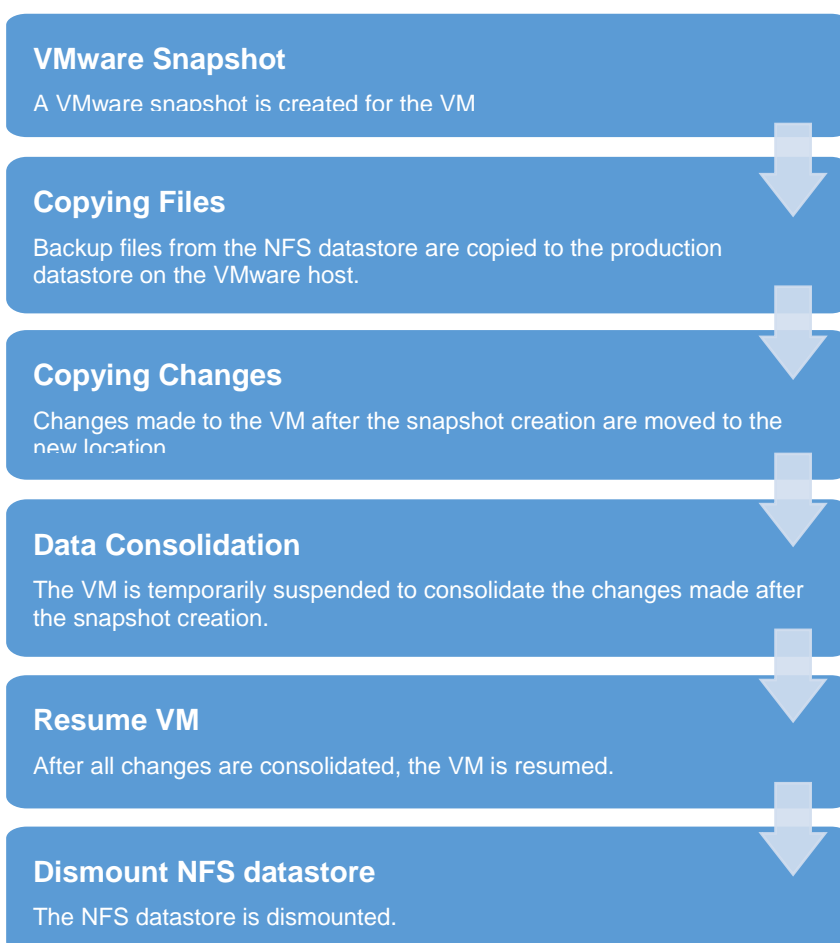 VMware Snapshot
A VMware snapshot is created for the VM
Copying Files
Backup files from the NFS datastore are copied to the production
datastore on the VMware host.
Copying Changes
Changes made to the VM after the snapshot creation are moved to the
new location
Data Consolidation
The VM is temporarily suspended to consolidate the changes made after
the snapshot creation.
Resume VM
After all changes are consolidated, the VM is resumed.
Dismount NFS datastore
The NFS datastore is dismounted.